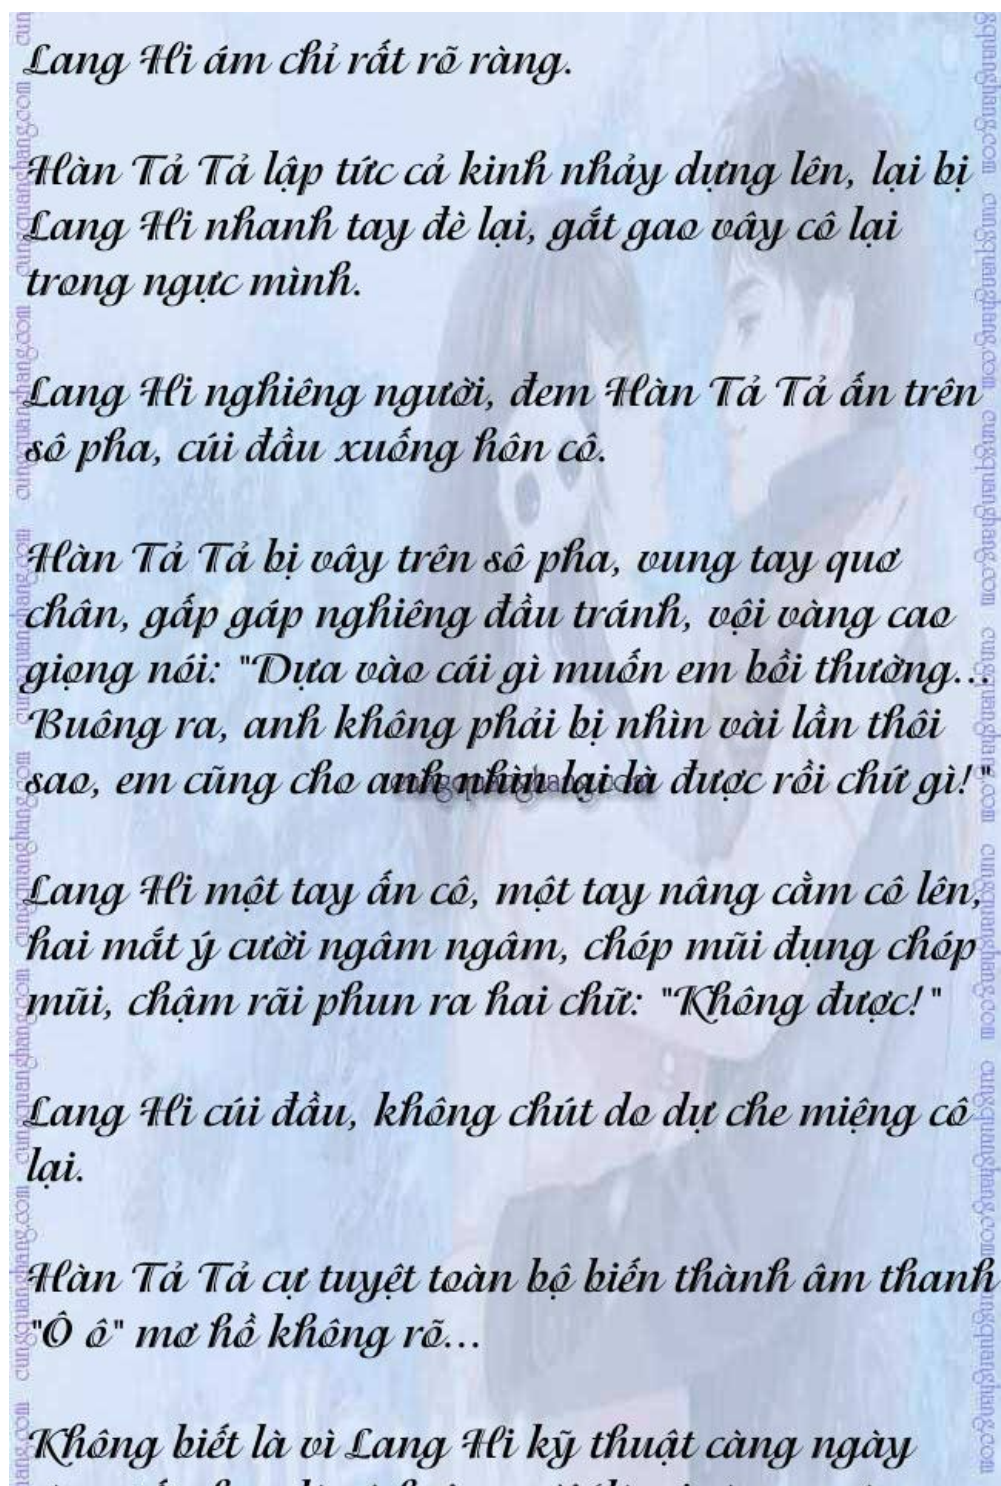 Lang Hi ám chỉ rất rõ ràng.
Hàn Tả Tả lập tức cả kinh nhảy dựng lên, lại bị
Lang Hi nhanh tay đè lại, gắt gao vây cô lại
trong ngực mình.
Lang Hi nghiêng người, đem Hàn Tả Tả ấn trên
sô pha, cúi đầu xuống hôn cô.
Hàn Tả Tả bị vây trên sô pha, vung tay quơ
chân, gấp gáp nghiêng đầu tránh, vội vàng cao
giọng nói: "Dựa vào cái gì muốn em bồi thường...
Buông ra, anh không phải bị nhìn vài lần thôi
sao, em cũng cho anh nhìn lại là được rồi chứ gì!"
cungquanghang.com
Lang Hi một tay ấn cô, một tay nâng cằm cô lên,
hai mắt ý cười ngâm ngâm, chóp mũi đụng chóp
mũi, chậm rãi phun ra hai chữ: "Không được!"
Lang Hi cúi đầu, không chút do dự che miệng cô
lại.
Hàn Tả Tả cự tuyệt toàn bộ biến thành âm thanh
"Ô ô" mơ hồ không rõ...
Không biết là vì Lang Hi kỹ thuật càng ngày